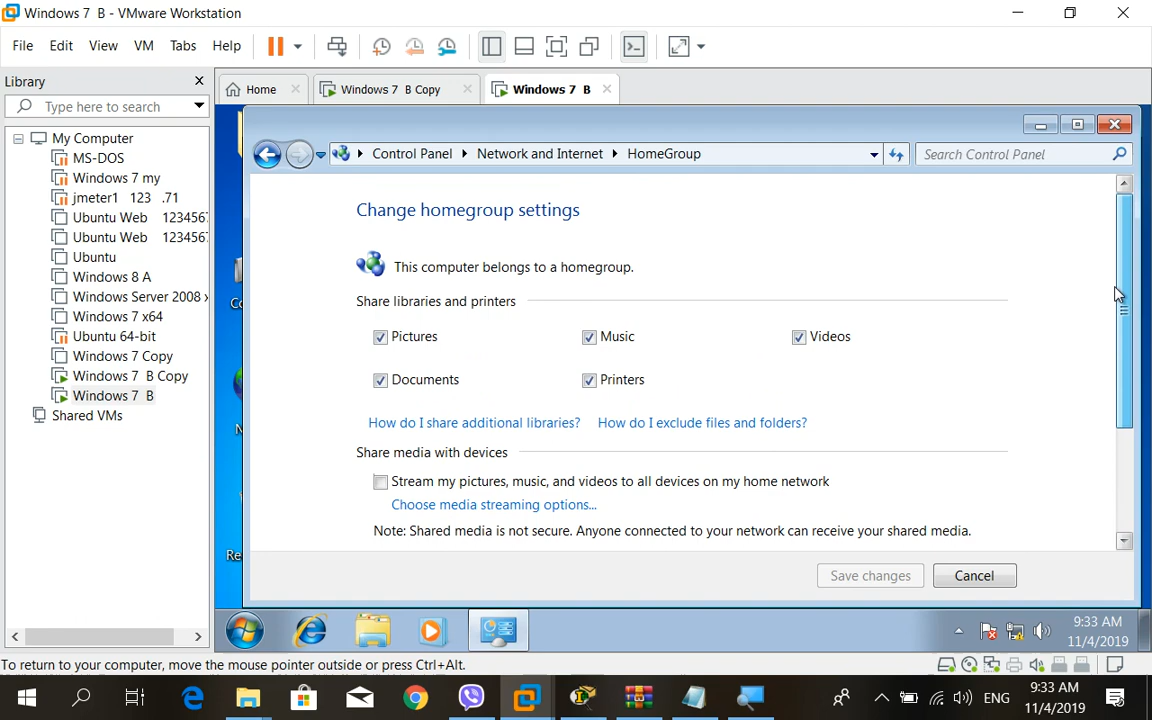 Windows 7 B - VMware Workstation
File Edit View VM Tabs Help
Library
Home Windows 7 B Copy Windows 7 B
Type here to search
My Computer
MS-DOS
Windows 7 my
jmeter1 123 .71
Ubuntu Web 1234567
Ubuntu Web 1234567
Ubuntu
Windows 8 A
Windows Server 2008 x
Windows 7 x64
Ubuntu 64-bit
Windows 7 Copy
Windows 7 B Copy
Windows 7 B
Shared VMs
Control Panel Network and Internet HomeGroup Search Control Panel
Change homegroup settings
This computer belongs to a homegroup.
Share libraries and printers
Pictures Music Videos
Documents Printers
How do I share additional libraries? How do I exclude files and folders?
Share media with devices
Stream my pictures, music, and videos to all devices on my home network
Choose media streaming options...
Note: Shared media is not secure. Anyone connected to your network can receive your shared media.
Save changes Cancel
Co
N
Re
9:33 AM
11/4/2019
To return to your computer, move the mouse pointer outside or press Ctrl+Alt.
ENG
9:33 AM
11/4/2019